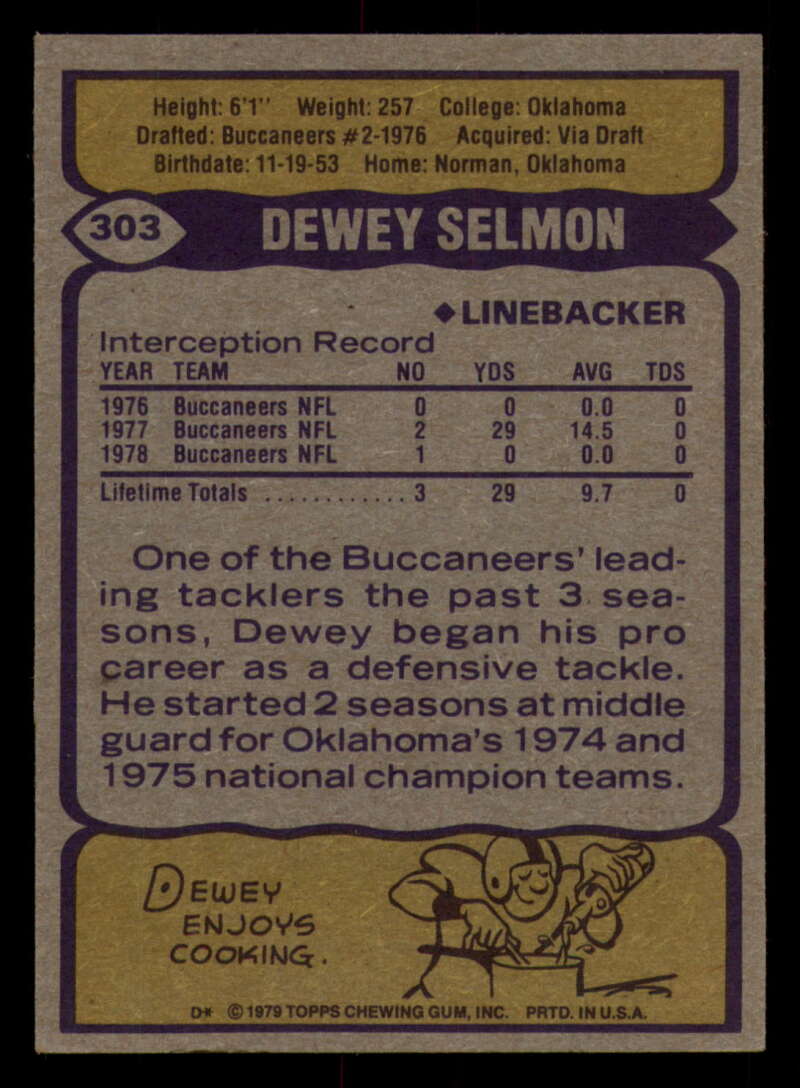 Height: 6'1" Weight: 257 College: Oklahoma
Drafted: Buccaneers #2-1976 Acquired: Via Draft
Birthdate: 11-19-53 Home: Norman, Oklahoma
303 DEWEY SELMON
◆LINEBACKER
Interception Record
YEAR TEAM NO YDS AVG TDS
1976 Buccaneers NFL 0 0 0.0 0
1977 Buccaneers NFL 2 29 14.5 0
1978 Buccaneers NFL 1 0 0.0 0
Lifetime Totals ............ 3 29 9.7 0
One of the Buccaneers' lead-
ing tacklers the past 3 sea-
sons, Dewey began his pro
career as a defensive tackle.
He started 2 seasons at middle
guard for Oklahoma's 1974 and
1975 national champion teams.
DEWEY
ENJOYS
COOKING.
D* © 1979 TOPPS CHEWING GUM, INC. PRTD. IN U.S.A.